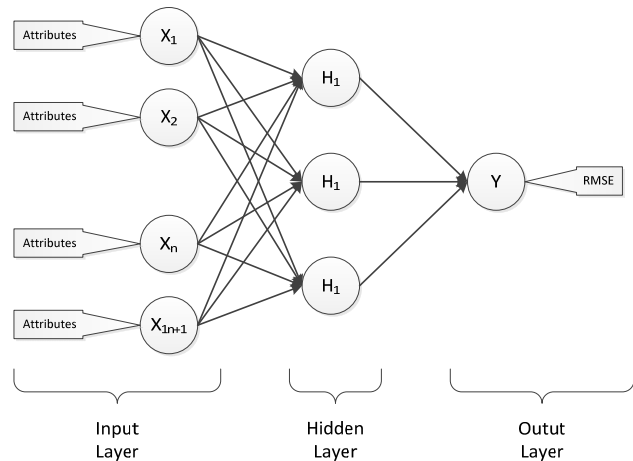 Attributes
X1
Attributes
X2
Attributes
Xn
Attributes
X1n+1
H1
H1
H1
Y
RMSE
Input
Layer
Hidden
Layer
Outut
Layer